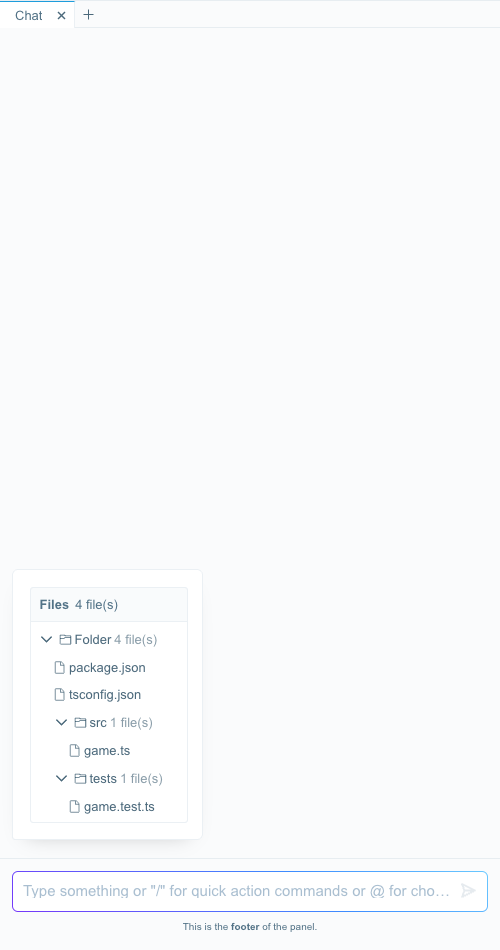 Chat
Files 4 file(s)
Folder 4 file(s)
package.json
tsconfig.json
src 1 file(s)
game.ts
tests 1 file(s)
game.test.ts
Type something or "/" for quick action commands or @ for cho…
This is the footer of the panel.